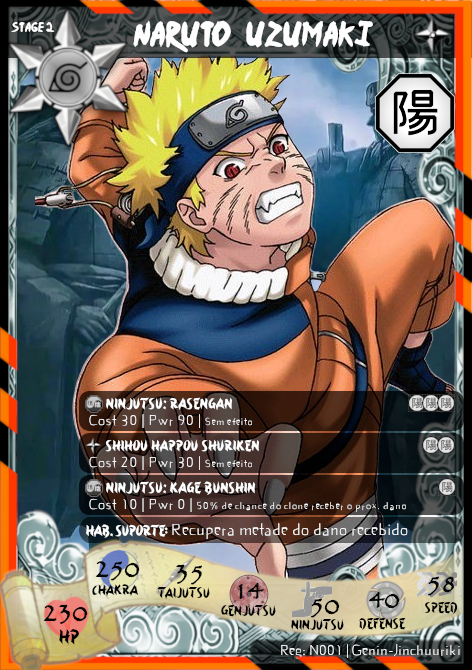 STAGE 2
NARUTO UZUMAKI
陽
NINJUTSU: RASENGAN
Cost 30 | Pwr 90 | Sem efeito
SHIHOU HAPPOU SHURIKEN
Cost 20 | Pwr 30 | Sem efeito
NINJUTSU: KAGE BUNSHIN
Cost 10 | Pwr 0 | 50% de chance do clone receber o prox. dano
HAB. SUPORTE: Recupera metade do dano recebido
230
HP
250
CHAKRA
35
TAIJUTSU
14
GENJUTSU
50
NINJUTSU
40
DEFENSE
58
SPEED
Reg: N001 | Genin-Jinchuuriki